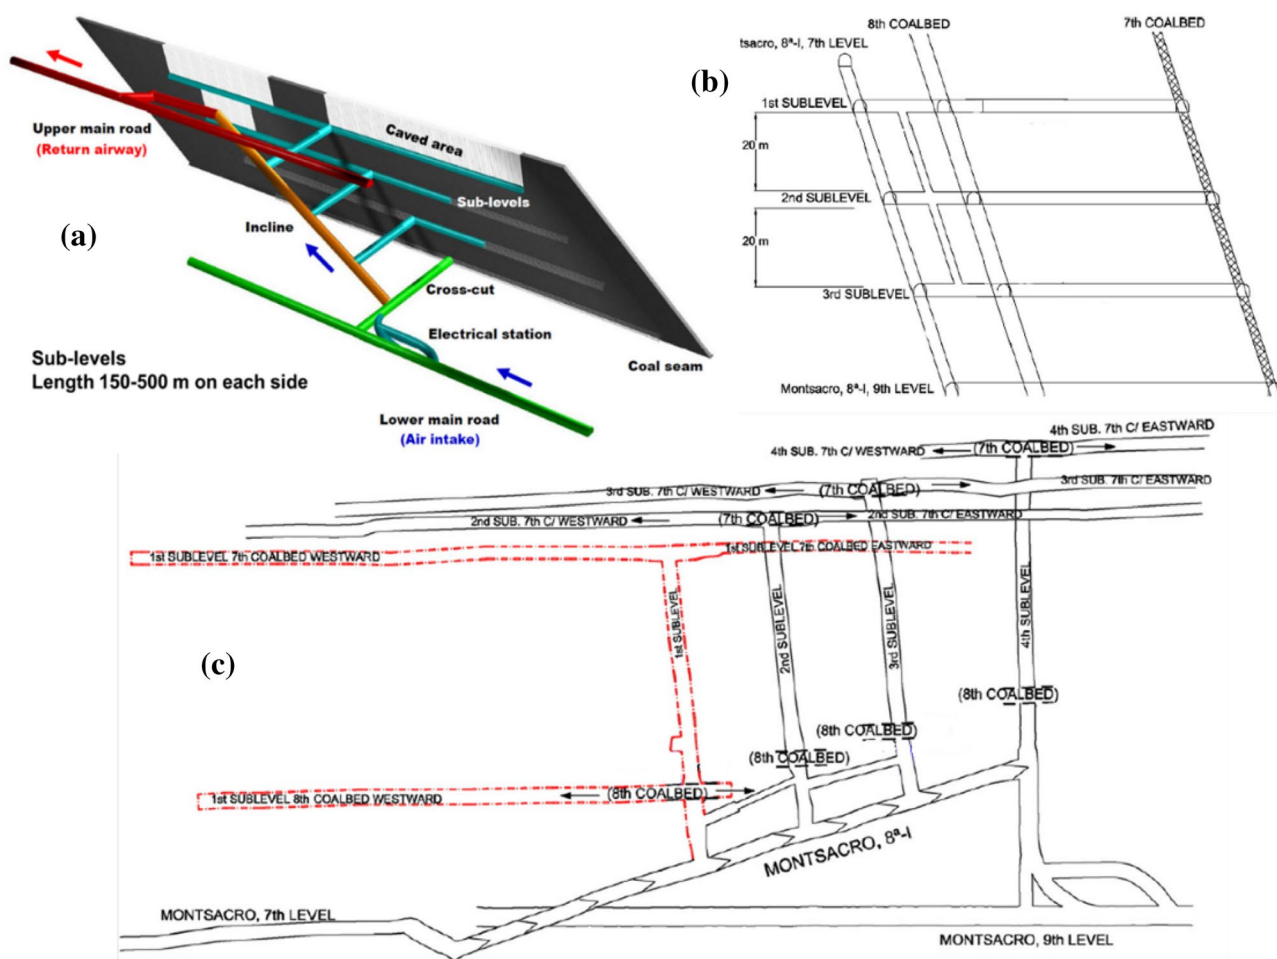 (a)
Upper main road
(Return airway)
Caved area
Sub-levels
Incline
Cross-cut
Electrical station
Coal seam
Sub-levels
Length 150-500 m on each side
Lower main road
(Air intake)
(b)
8th COALBED
7th COALBED
tsacro, 8ª-I, 7th LEVEL
1st SUBLEVEL
20 m
2nd SUBLEVEL
20 m
3rd SUBLEVEL
Montsacro, 8ª-I, 9th LEVEL
(c)
4th SUB. 7th C/ EASTWARD
4th SUB. 7th C/ WESTWARD
(7th COALBED)
3rd SUB. 7th C/ WESTWARD
(7th COALBED)
3rd SUB. 7th C/ EASTWARD
2nd SUB. 7th C/ WESTWARD
(7th COALBED)
2nd SUB. 7th C/ EASTWARD
1st SUBLEVEL 7th COALBED WESTWARD
1st SUBLEVEL 7th COALBED EASTWARD
1st SUBLEVEL
2nd SUBLEVEL
3rd SUBLEVEL
4th SUBLEVEL
(8th COALBED)
(8th COALBED)
(8th COALBED)
1st SUBLEVEL 8th COALBED WESTWARD
(8th COALBED)
MONTSACRO, 8ª-I
MONTSACRO, 7th LEVEL
MONTSACRO, 9th LEVEL